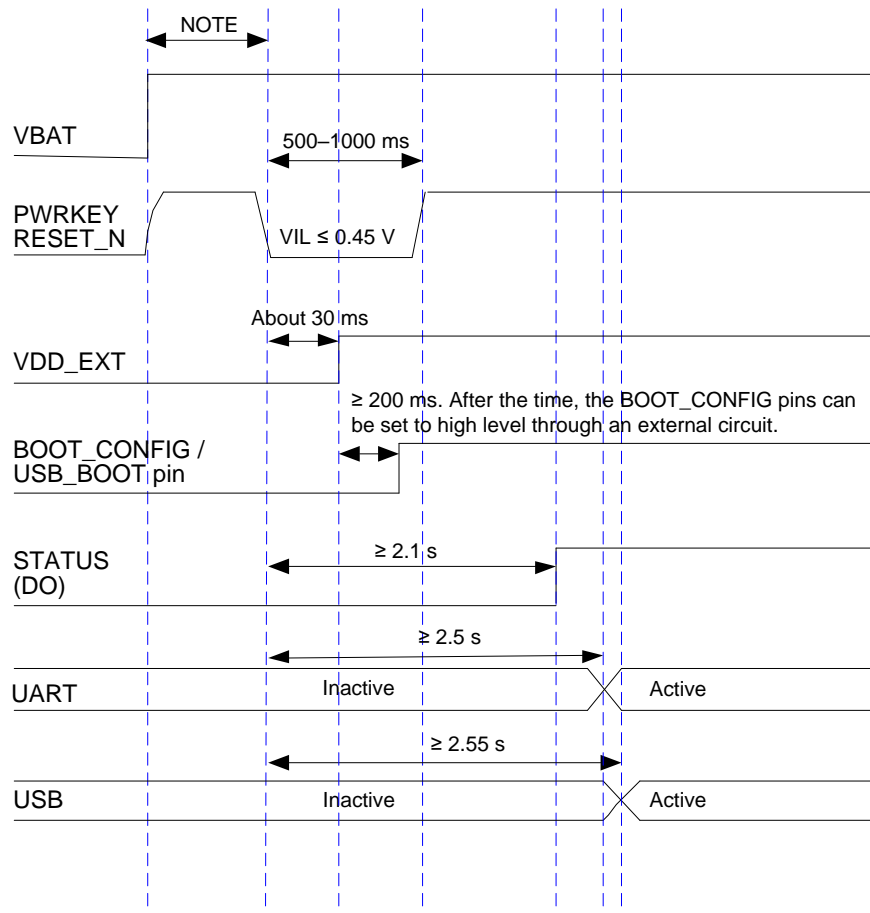 NOTE
VBAT
500–1000 ms
PWRKEY
RESET_N
VIL ≤ 0.45 V
About 30 ms
VDD_EXT
≥ 200 ms. After the time, the BOOT_CONFIG pins can
be set to high level through an external circuit.
BOOT_CONFIG /
USB_BOOT pin
STATUS
(DO)
≥ 2.1 s
≥ 2.5 s
UART
Inactive
Active
≥ 2.55 s
USB
Inactive
Active